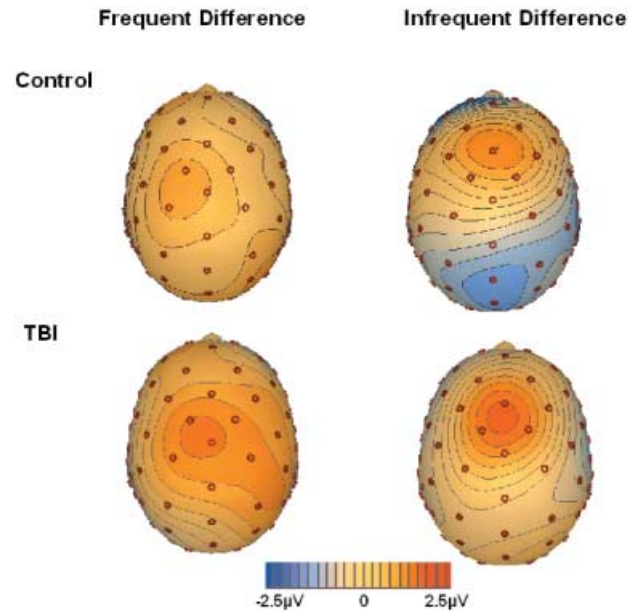 Frequent Difference Infrequent Difference
Control
TBI
-2.5µV 0 2.5µV